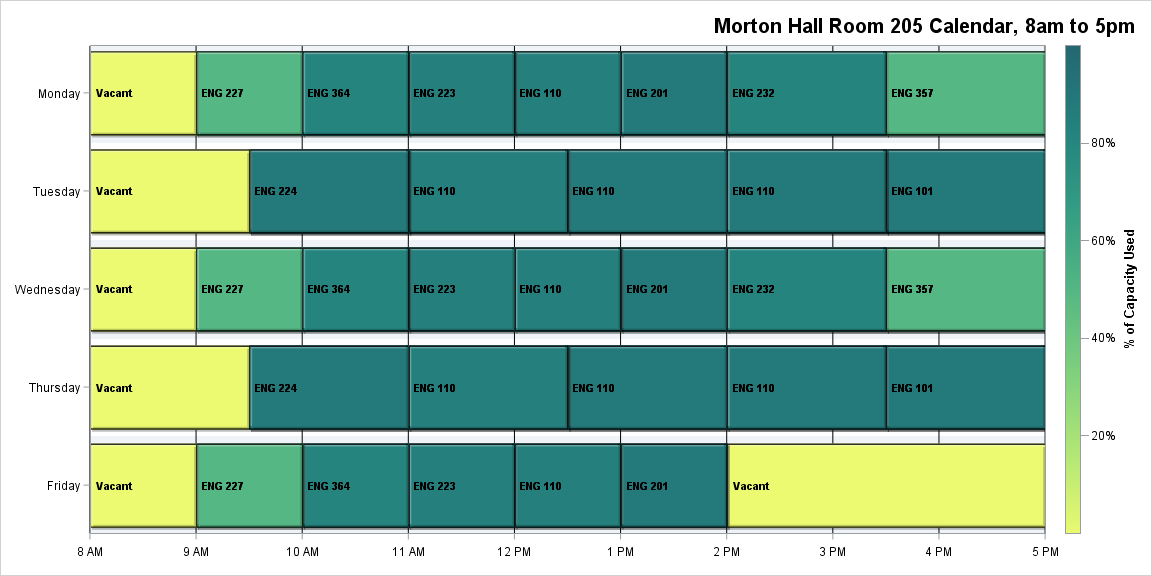 Morton Hall Room 205 Calendar, 8am to 5pm
Monday
Vacant
ENG 227
ENG 364
ENG 223
ENG 110
ENG 201
ENG 232
ENG 357
Tuesday
Vacant
ENG 224
ENG 110
ENG 110
ENG 110
ENG 101
Wednesday
Vacant
ENG 227
ENG 364
ENG 223
ENG 110
ENG 201
ENG 232
ENG 357
Thursday
Vacant
ENG 224
ENG 110
ENG 110
ENG 110
ENG 101
Friday
Vacant
ENG 227
ENG 364
ENG 223
ENG 110
ENG 201
Vacant
8 AM
9 AM
10 AM
11 AM
12 PM
1 PM
2 PM
3 PM
4 PM
5 PM
80%
60%
40%
20%
% of Capacity Used